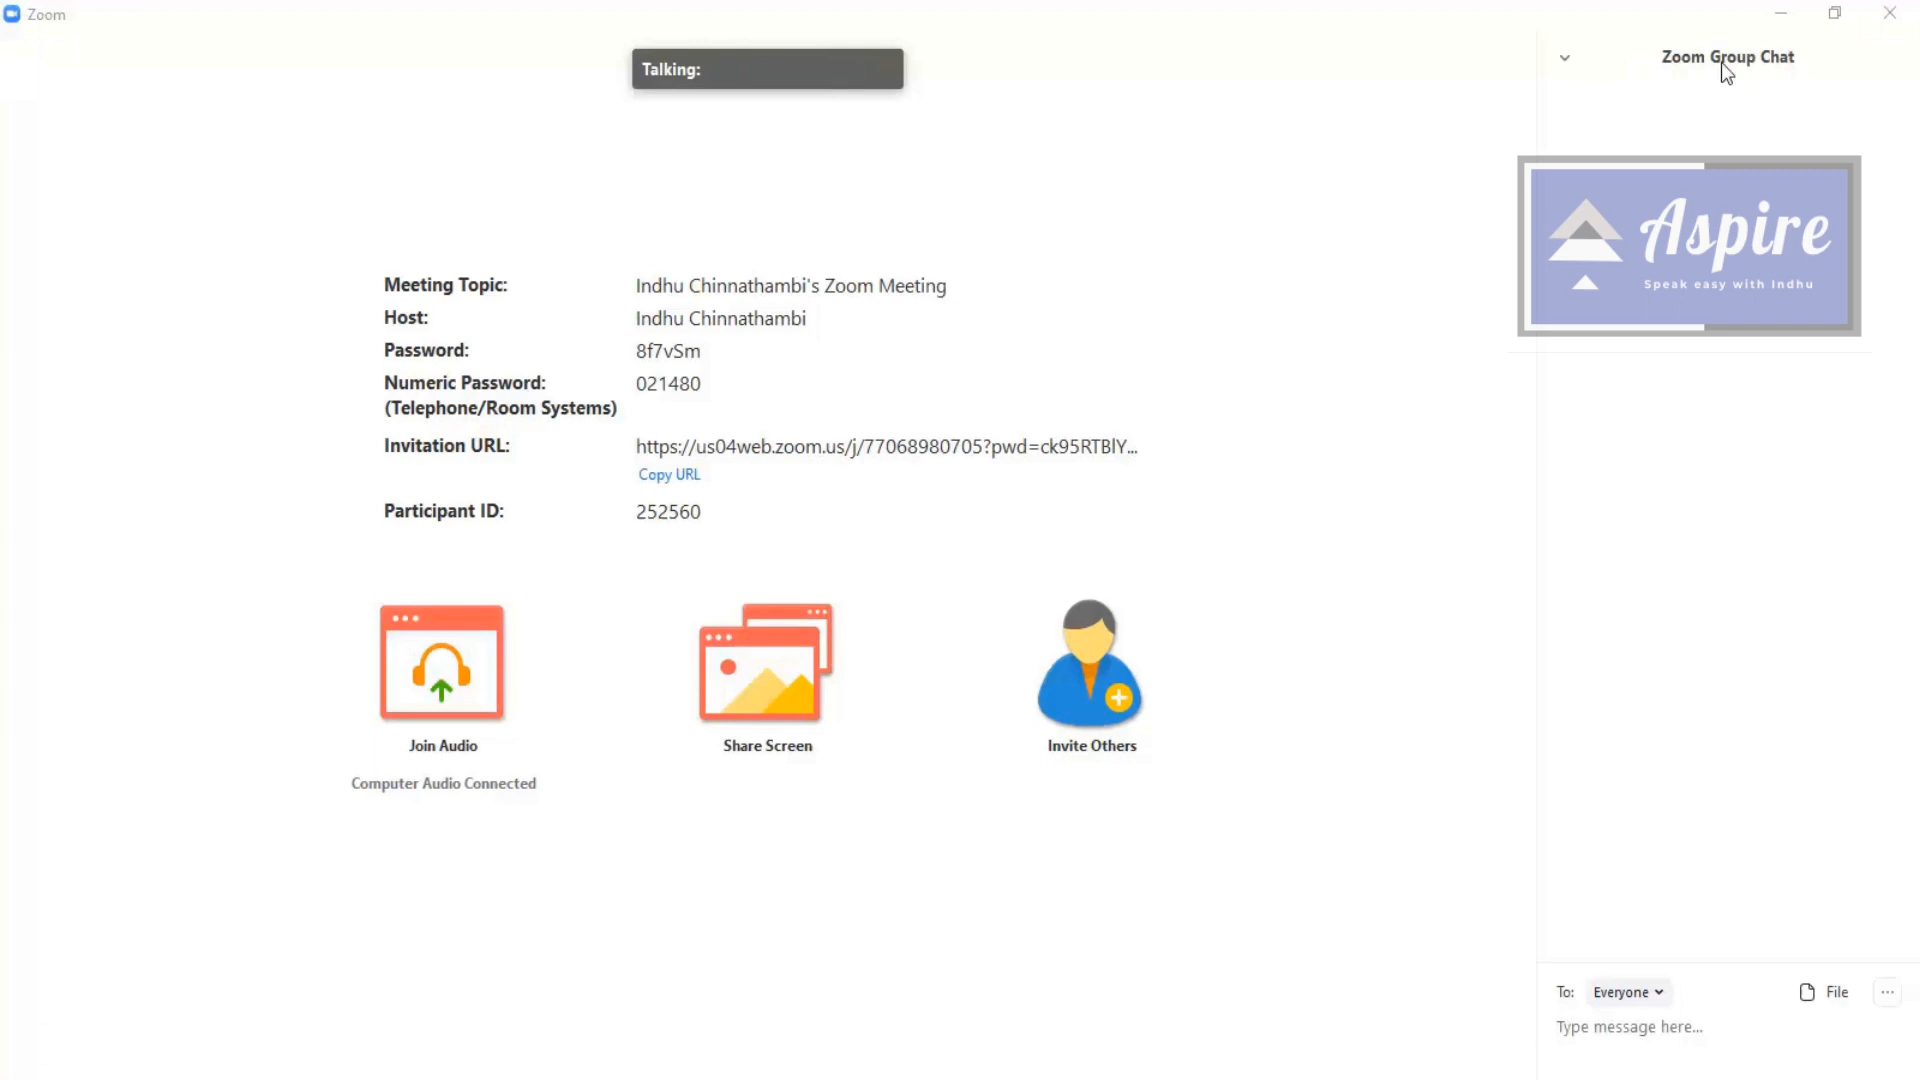 Zoom
Talking:
Zoom Group Chat
Aspire
Speak easy with Indhu
Meeting Topic: Indhu Chinnathambi's Zoom Meeting
Host: Indhu Chinnathambi
Password: 8f7vSm
Numeric Password: 021480
(Telephone/Room Systems)
Invitation URL: https://us04web.zoom.us/j/77068980705?pwd=ck95RTBlY...
Copy URL
Participant ID: 252560
Join Audio
Share Screen
Invite Others
Computer Audio Connected
To: Everyone File ...
Type message here...